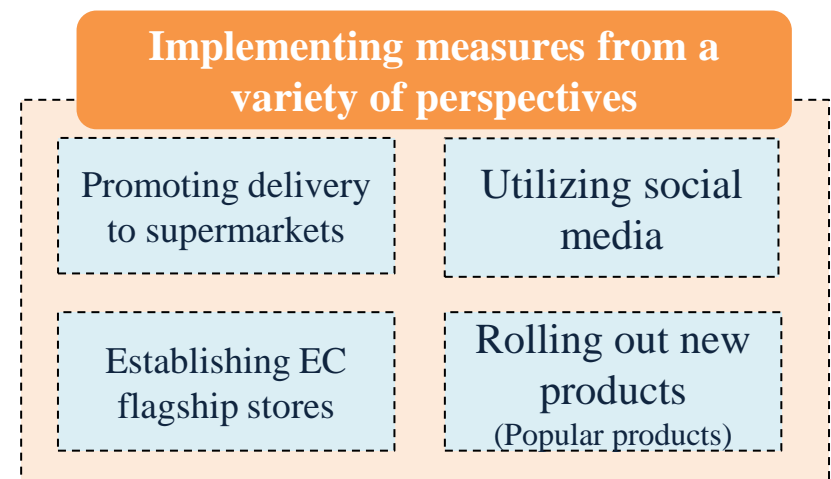 Implementing measures from a
variety of perspectives
Promoting delivery
to supermarkets
Utilizing social
media
Establishing EC
flagship stores
Rolling out new
products
(Popular products)